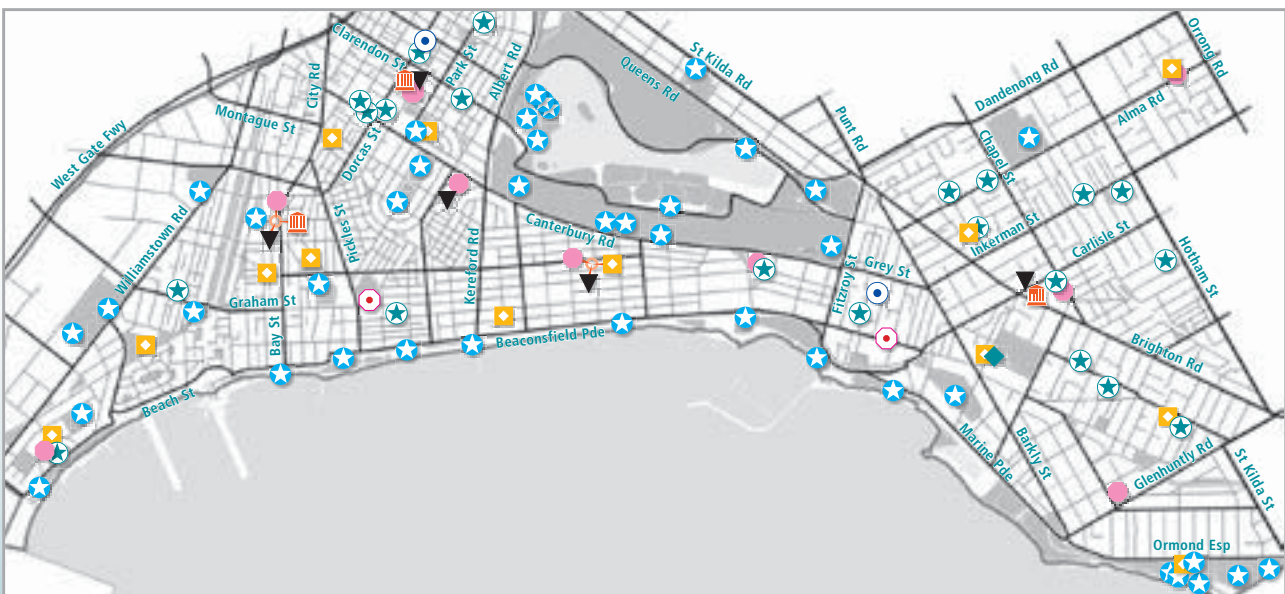 Clarendon St
Park St
Albert Rd
St Kilda Rd
Queens Rd
Orrong Rd
Dandenong Rd
Alma Rd
City Rd
Montague St
Dorcas St
Punt Rd
Chapel St
West Gate Fwy
Williamstown Rd
Pickles St
Kereford Rd
Canterbury Rd
Inkerman St
Carlisle St
Hotham St
Grey St
Fitzroy St
Graham St
Bay St
Beaconsfield Pde
Brighton Rd
Beach St
Marine Pde
Barkly St
Glenhuntly Rd
St Kilda St
Ormond Esp